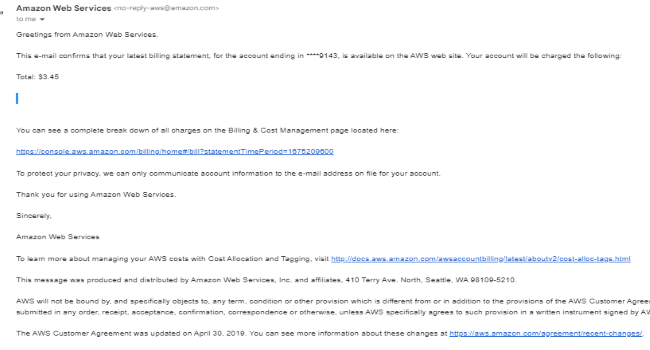 Amazon Web Services <no-reply-aws@amazon.com>
to me
Greetings from Amazon Web Services,
This e-mail confirms that your latest billing statement, for the account ending in ****9143, is available on the AWS web site. Your account will be charged the following:
Total: $3.45
You can see a complete break down of all charges on the Billing & Cost Management page located here:
https://console.aws.amazon.com/billing/home#/bill?statementTimePeriod=1575209600
To protect your privacy, we can only communicate account information to the e-mail address on file for your account.
Thank you for using Amazon Web Services.
Sincerely,
Amazon Web Services
To learn more about managing your AWS costs with Cost Allocation and Tagging, visit http://docs.aws.amazon.com/awsaccountbilling/latest/aboutv2/cost-alloc-tags.html
This message was produced and distributed by Amazon Web Services, Inc. and affiliates, 410 Terry Ave. North, Seattle, WA 98109-5210.
AWS will not be bound by, and specifically objects to, any term, condition or other provision which is different from or in addition to the provisions of the AWS Customer Agree
submitted in any order, receipt, acceptance, confirmation, correspondence or otherwise, unless AWS specifically agrees to such provision in a written instrument signed by AW
The AWS Customer Agreement was updated on April 30, 2019. You can see more information about these changes at https://aws.amazon.com/agreement/recent-changes/.